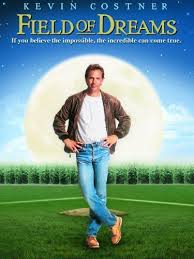 KEVIN COSTNER
FIELD OF DREAMS
If you believe the impossible, the incredible can come true.